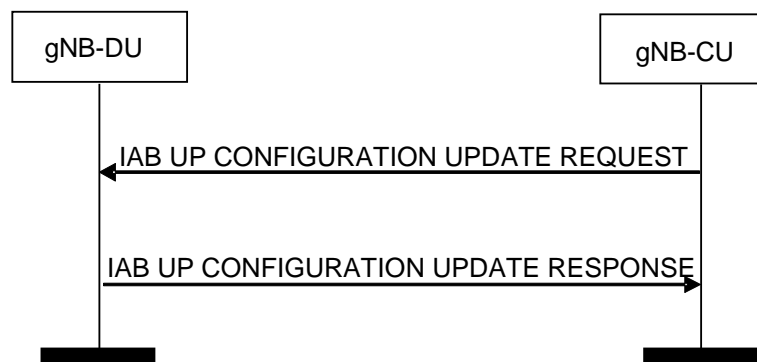 gNB-DU
gNB-CU
IAB UP CONFIGURATION UPDATE REQUEST
IAB UP CONFIGURATION UPDATE RESPONSE